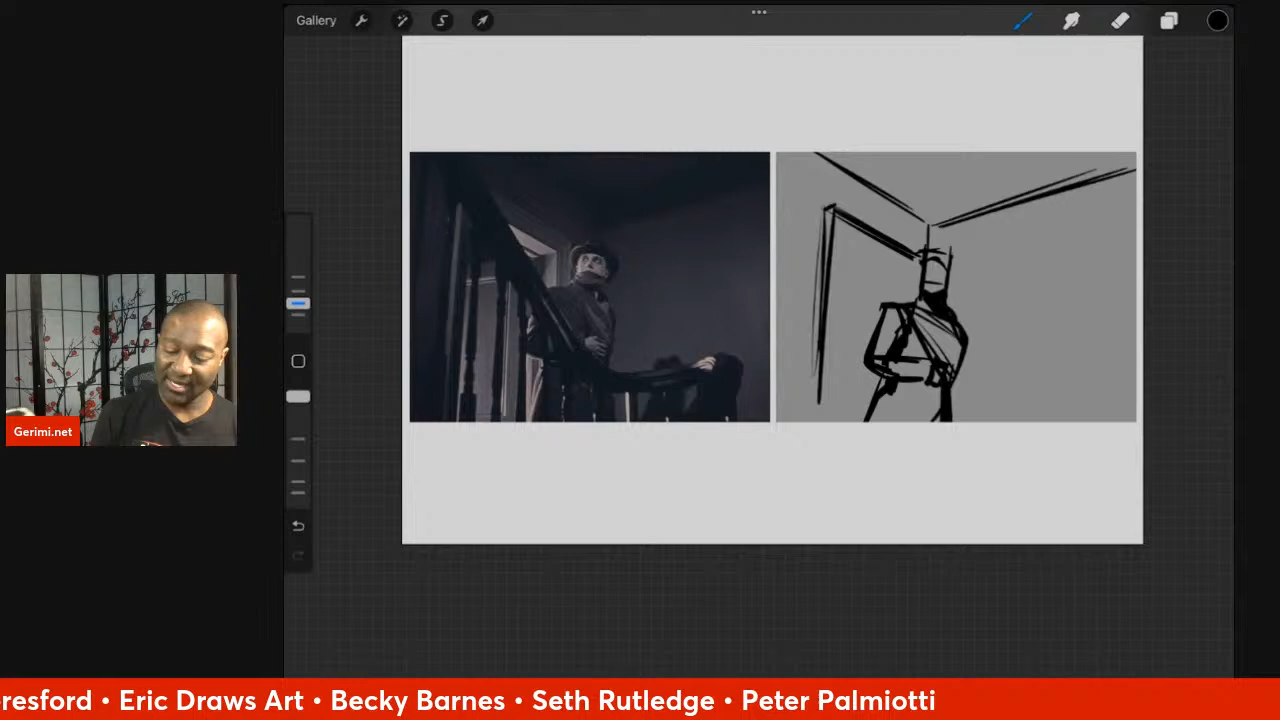 Gallery
Gerimi.net
resford • Eric Draws Art • Becky Barnes • Seth Rutledge • Peter Palmiotti